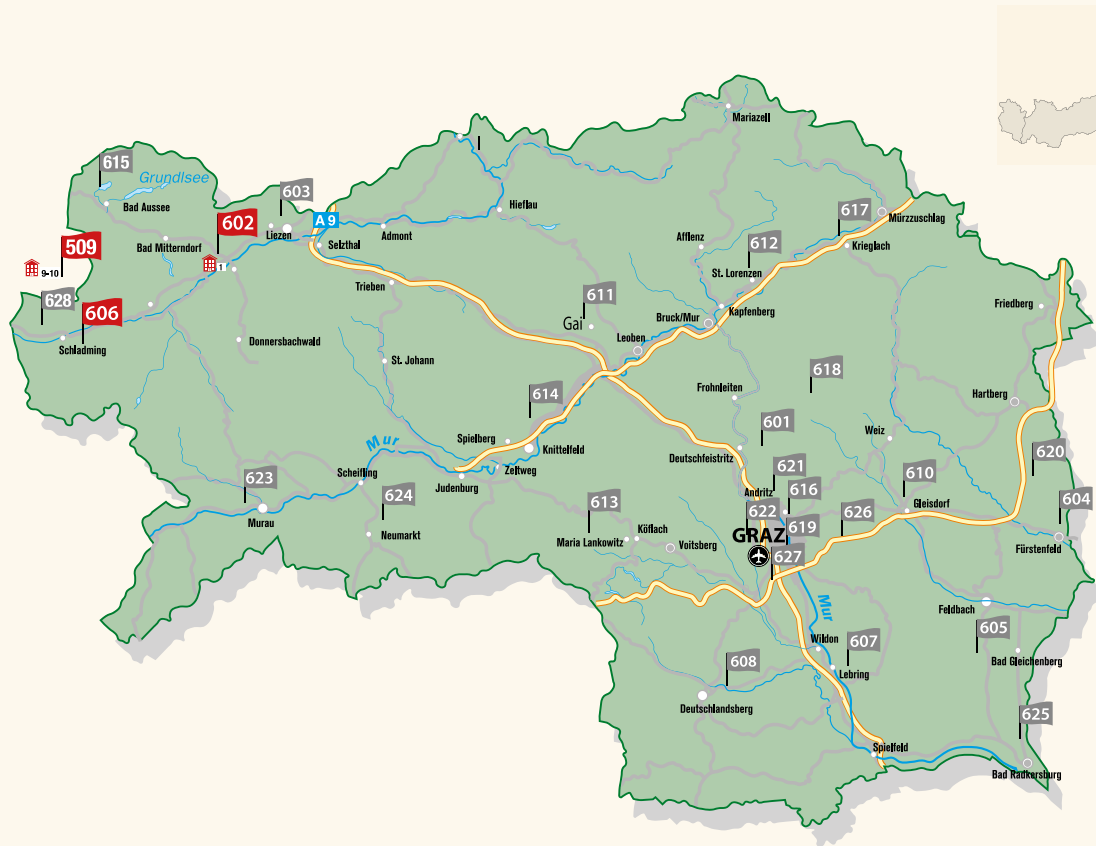 Mariazell
615
Grundlsee
603
Bad Aussee
Hieflau
602
A 9
617
Mürzzuschlag
Liezen
Admont
509
Bad Mitterndorf
Selzthal
Afflenz
612
Krieglach
9-10
1
St. Lorenzen
Trieben
628
611
Friedberg
606
Gai
Bruck/Mur
Kapfenberg
Schladming
Donnersbachwald
Leoben
St. Johann
618
614
Frohnleiten
Hartberg
601
Weiz
Mur
Spielberg
Knittelfeld
Deutschfeistritz
620
Scheifling
Zeltweg
621
623
Judenburg
Andritz
616
610
624
613
622
626
Gleisdorf
604
Murau
Neumarkt
Köflach
GRAZ
619
Maria Lankowitz
Voitsberg
Fürstenfeld
627
Mur
Feldbach
Wildon
607
605
608
Lebring
Bad Gleichenberg
Deutschlandsberg
625
Spielfeld
Bad Radkersburg